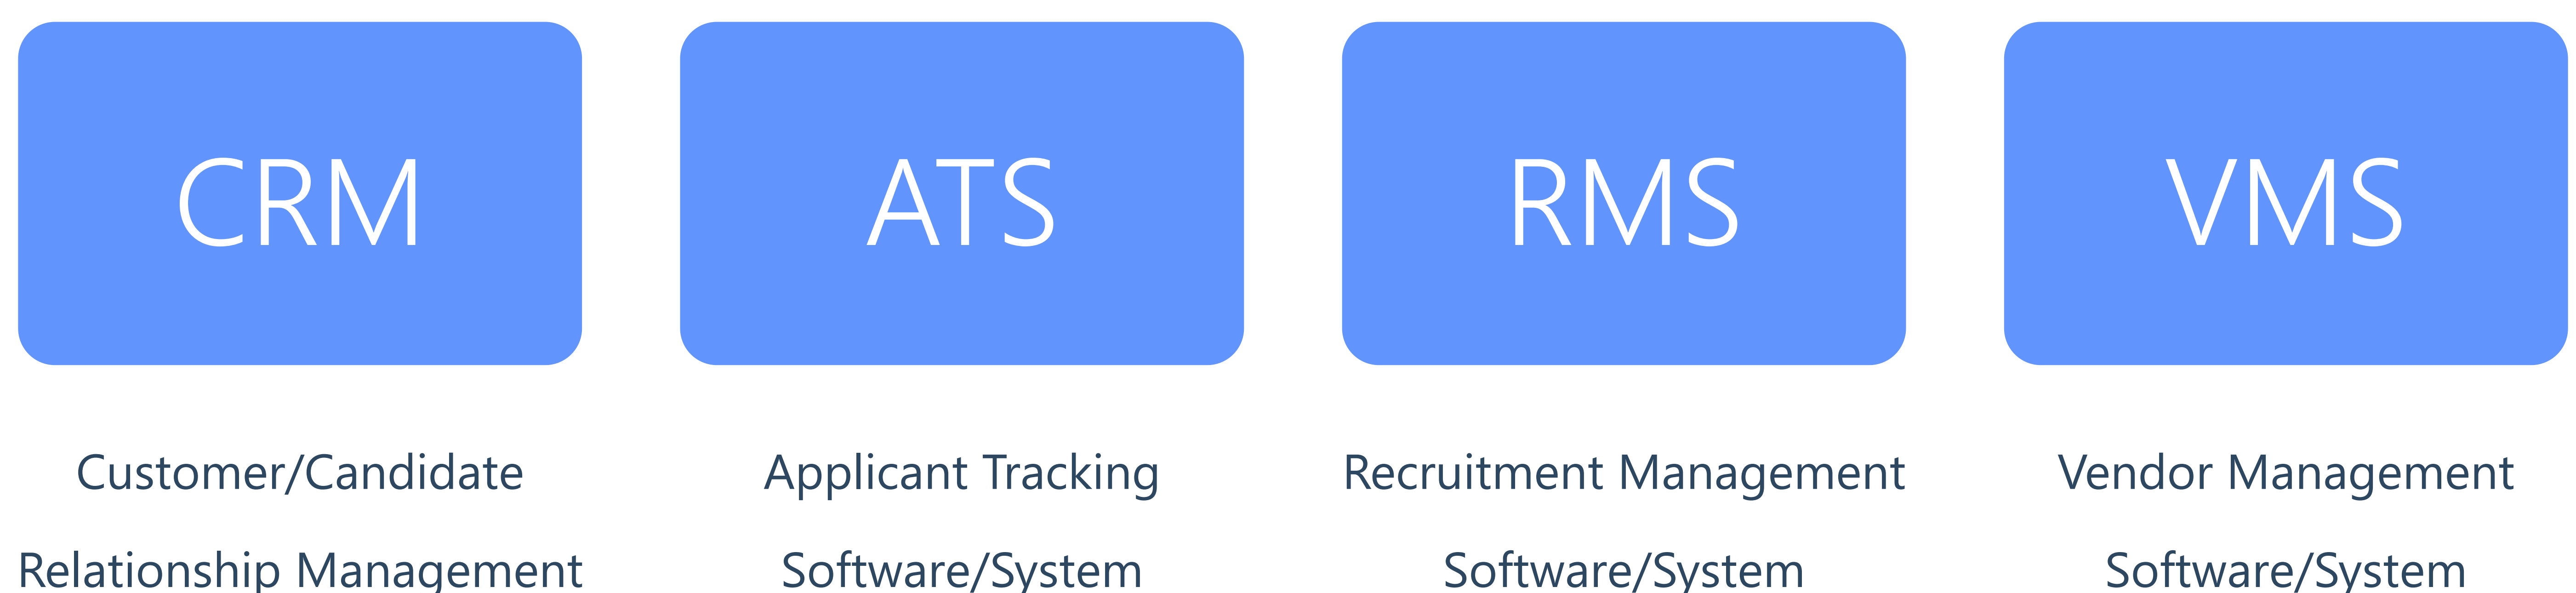 CRM
ATS
RMS
VMS
Customer/Candidate
Relationship Management
Applicant Tracking
Software/System
Recruitment Management
Software/System
Vendor Management
Software/System